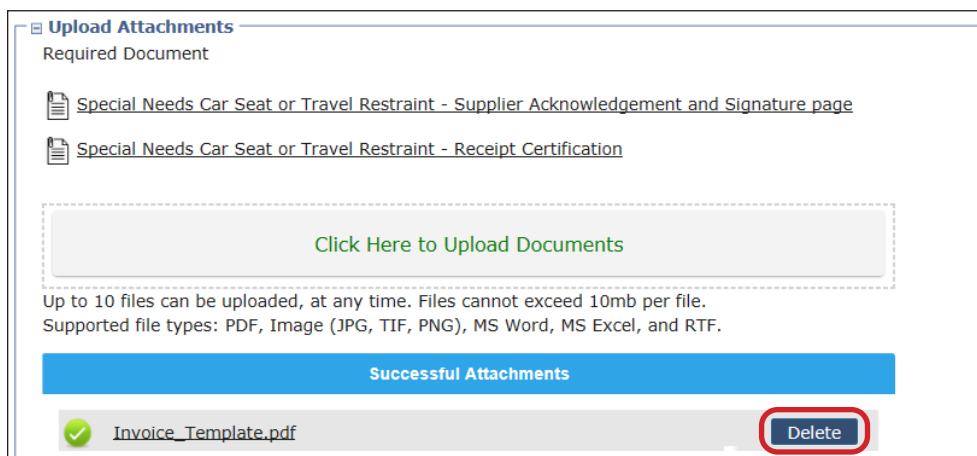 Upload Attachments
Required Document
Special Needs Car Seat or Travel Restraint - Supplier Acknowledgement and Signature page
Special Needs Car Seat or Travel Restraint - Receipt Certification
Click Here to Upload Documents
Up to 10 files can be uploaded, at any time. Files cannot exceed 10mb per file.
Supported file types: PDF, Image (JPG, TIF, PNG), MS Word, MS Excel, and RTF.
Successful Attachments
Invoice_Template.pdf Delete